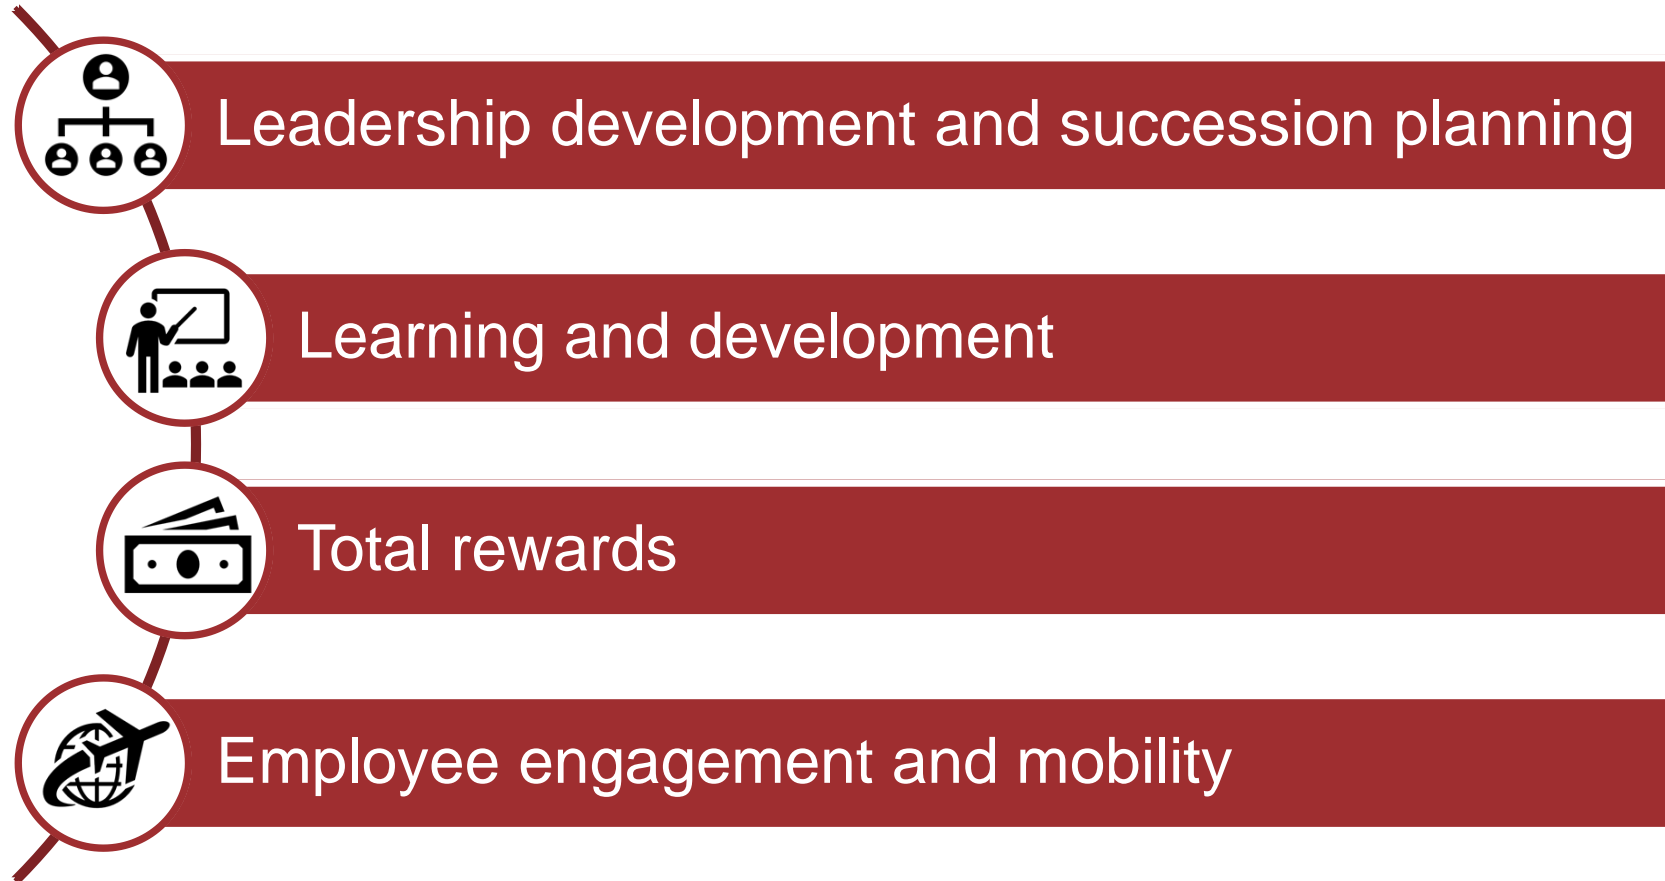 Leadership development and succession planning
Learning and development
Total rewards
Employee engagement and mobility